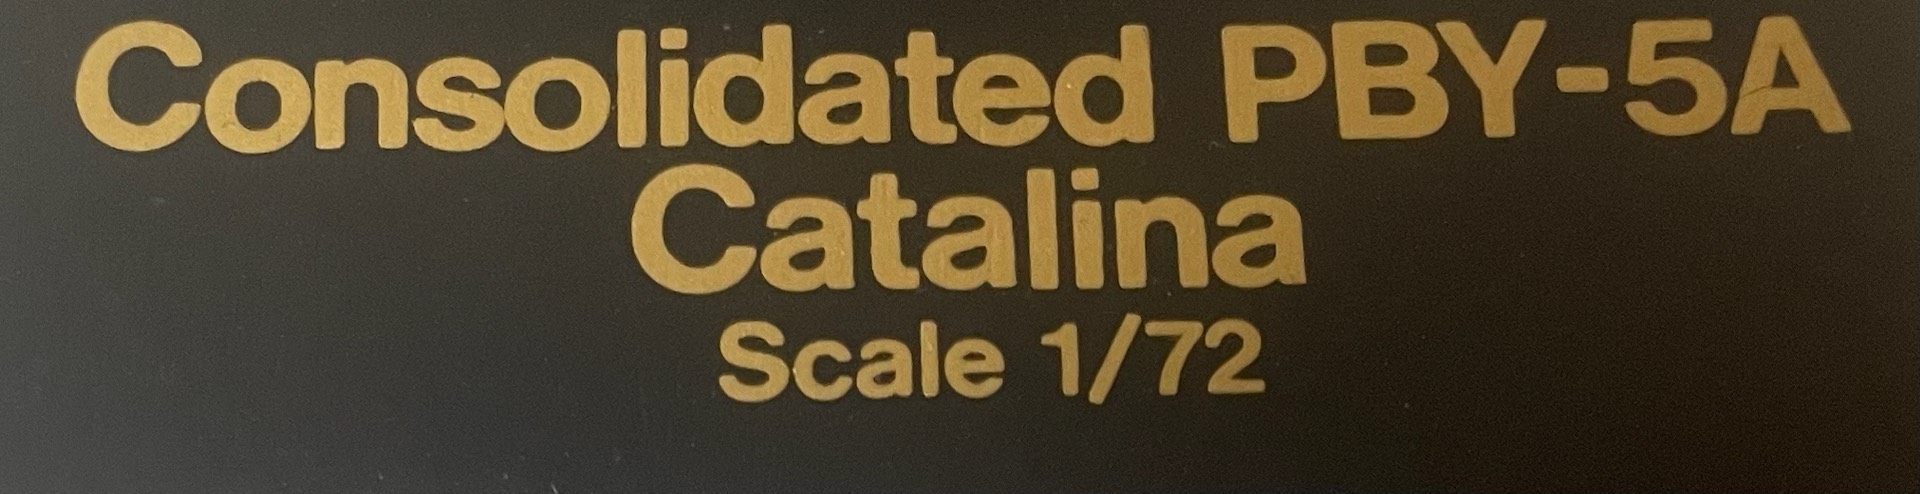 Consolidated PBY-5A
Catalina
Scale 1/72